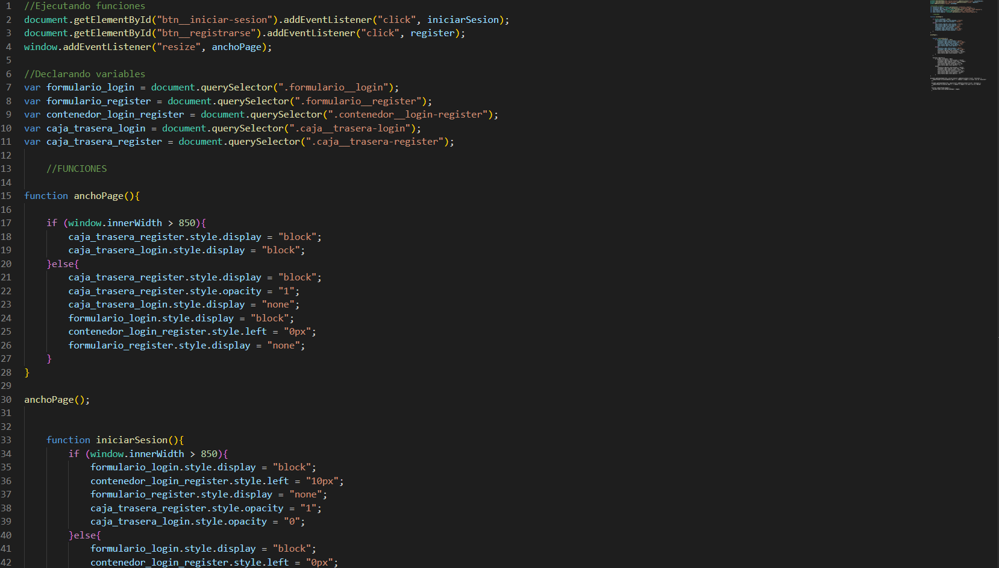 1 //Ejecutando funciones
2 document.getElementById("btn__iniciar-sesion").addEventListener("click", iniciarSesion);
3 document.getElementById("btn__registrarse").addEventListener("click", register);
4 window.addEventListener("resize", anchoPage);
5
6 //Declarando variables
7 var formulario_login = document.querySelector(".formulario__login");
8 var formulario_register = document.querySelector(".formulario__register");
9 var contenedor_login_register = document.querySelector(".contenedor__login-register");
10 var caja_trasera_login = document.querySelector(".caja__trasera-login");
11 var caja_trasera_register = document.querySelector(".caja__trasera-register");
12
13     //FUNCIONES
14
15 function anchoPage(){
16
17     if (window.innerWidth > 850){
18         caja_trasera_register.style.display = "block";
19         caja_trasera_login.style.display = "block";
20     }else{
21         caja_trasera_register.style.display = "block";
22         caja_trasera_register.style.opacity = "1";
23         caja_trasera_login.style.display = "none";
24         formulario_login.style.display = "block";
25         contenedor_login_register.style.left = "0px";
26         formulario_register.style.display = "none";
27     }
28 }
29
30 anchoPage();
31
32
33     function iniciarSesion(){
34         if (window.innerWidth > 850){
35             formulario_login.style.display = "block";
36             contenedor_login_register.style.left = "10px";
37             formulario_register.style.display = "none";
38             caja_trasera_register.style.opacity = "1";
39             caja_trasera_login.style.opacity = "0";
40         }else{
41             formulario_login.style.display = "block";
42             contenedor_login_register.style.left = "0px";